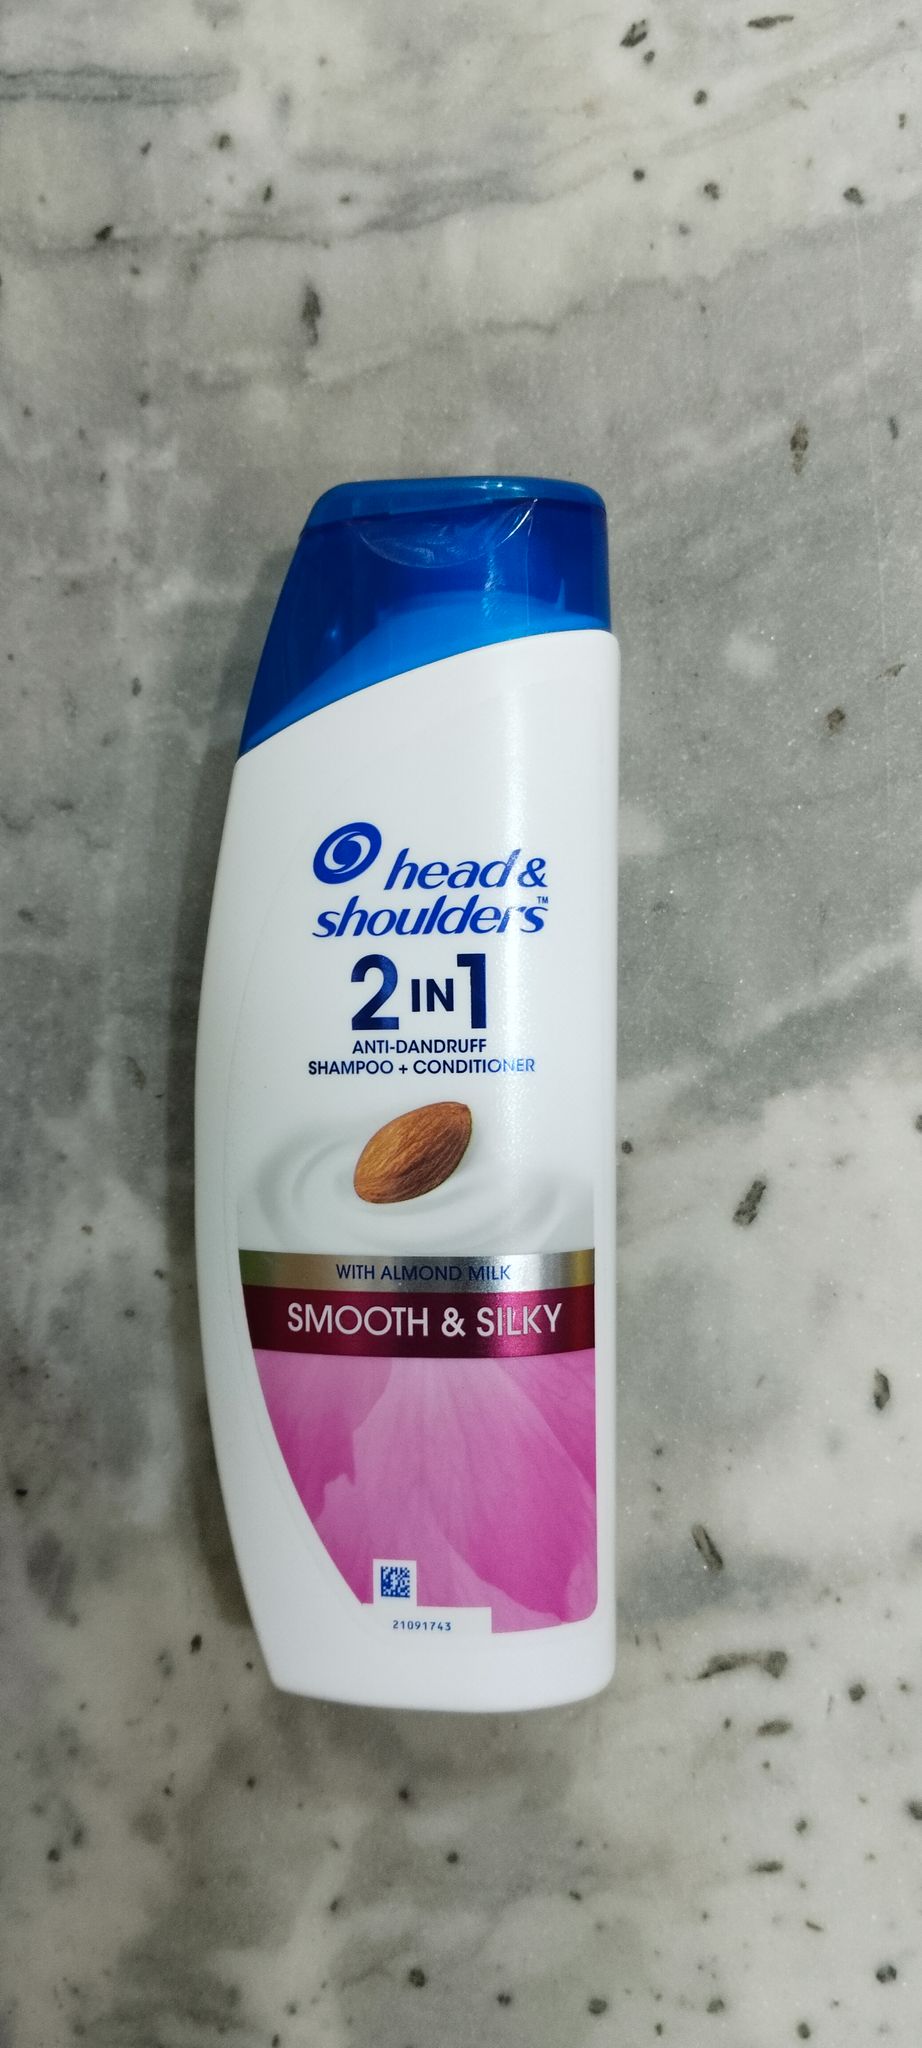 head &
shoulders™
2 IN 1
ANTI-DANDRUFF
SHAMPOO + CONDITIONER
WITH ALMOND MILK
SMOOTH & SILKY
21091743